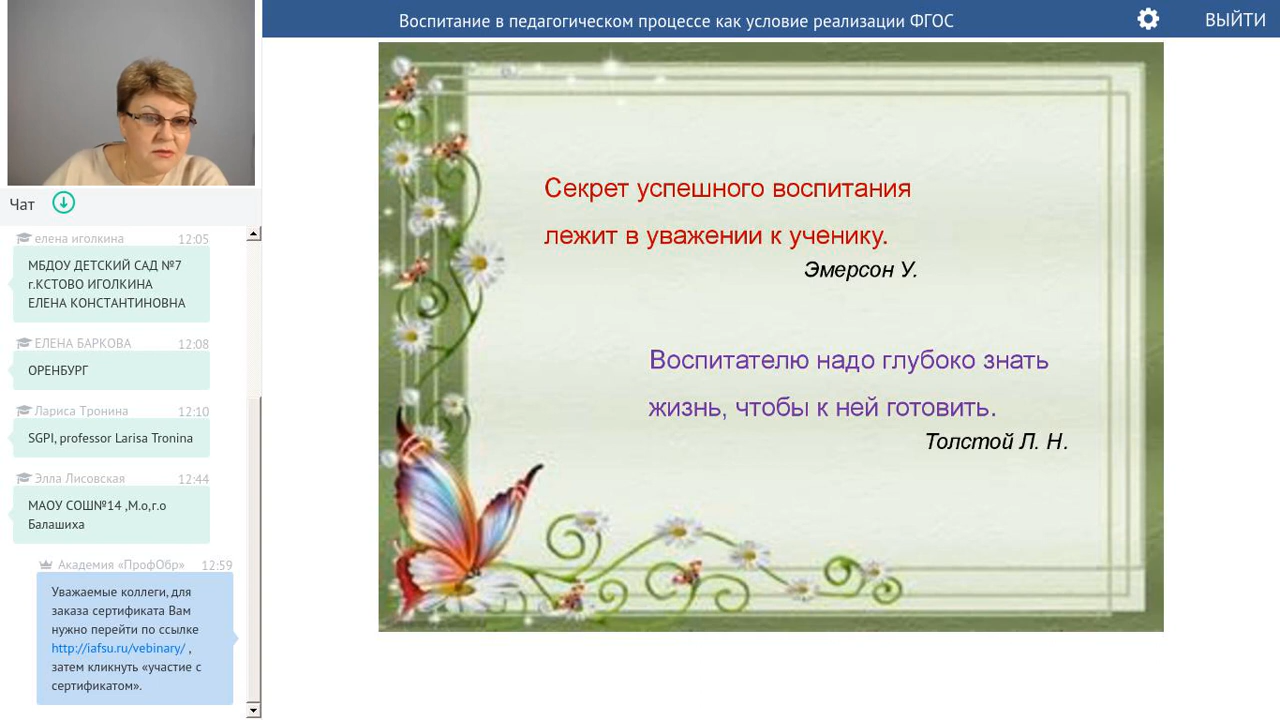 Воспитание в педагогическом процессе как условие реализации ФГОС
ВЫЙТИ
Чат
елена иголкина 12:05
МБДОУ ДЕТСКИЙ САД №7
г.КСТОВО ИГОЛКИНА
ЕЛЕНА КОНСТАНТИНОВНА
ЕЛЕНА БАРКОВА 12:08
ОРЕНБУРГ
Лариса Тронина 12:10
SGPI, professor Larisa Tronina
Элла Лисовская 12:44
МАОУ СОШ№14 ,М.о,г.о
Балашиха
Академия «ПрофОбр» 12:59
Уважаемые коллеги, для
заказа сертификата Вам
нужно перейти по ссылке
http://iafsu.ru/vebinary/ ,
затем кликнуть «участие с
сертификатом».
Секрет успешного воспитания
лежит в уважении к ученику.
Эмерсон У.
Воспитателю надо глубоко знать
жизнь, чтобы к ней готовить.
Толстой Л. Н.